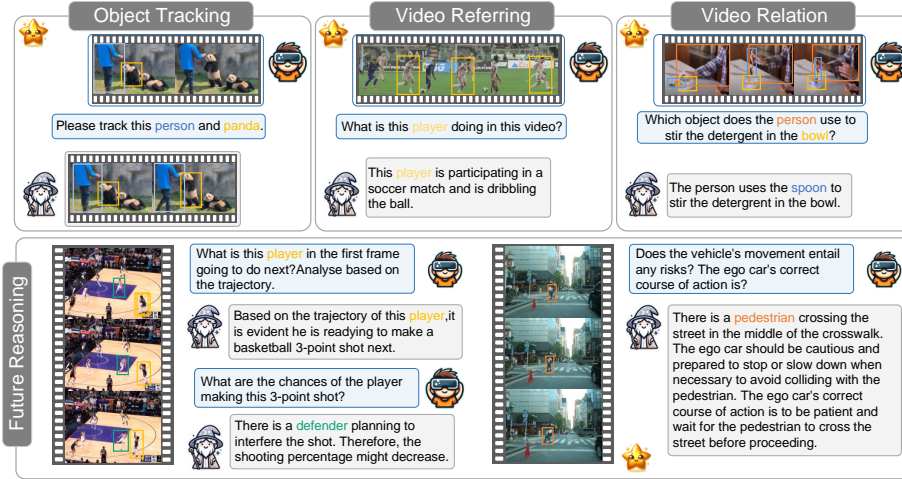 Object Tracking
Please track this person and panda.
Video Referring
What is this player doing in this video?
This player is participating in a
soccer match and is dribbling
the ball.
Video Relation
Which object does the person use to
stir the detergent in the bowl?
The person uses the spoon to
stir the detergrent in the bowl.
Future Reasoning
What is this player in the first frame
going to do next?Analyse based on
the trajectory.
Based on the trajectory of this player,it
is evident he is readying to make a
basketball 3-point shot next.
What are the chances of the player
making this 3-point shot?
There is a defender planning to
interfere the shot. Therefore, the
shooting percentage might decrease.
Does the vehicle's movement entail
any risks? The ego car's correct
course of action is?
There is a pedestrian crossing the
street in the middle of the crosswalk.
The ego car should be cautious and
prepared to stop or slow down when
necessary to avoid colliding with the
pedestrian. The ego car's correct
course of action is to be patient and
wait for the pedestrian to cross the
street before proceeding.